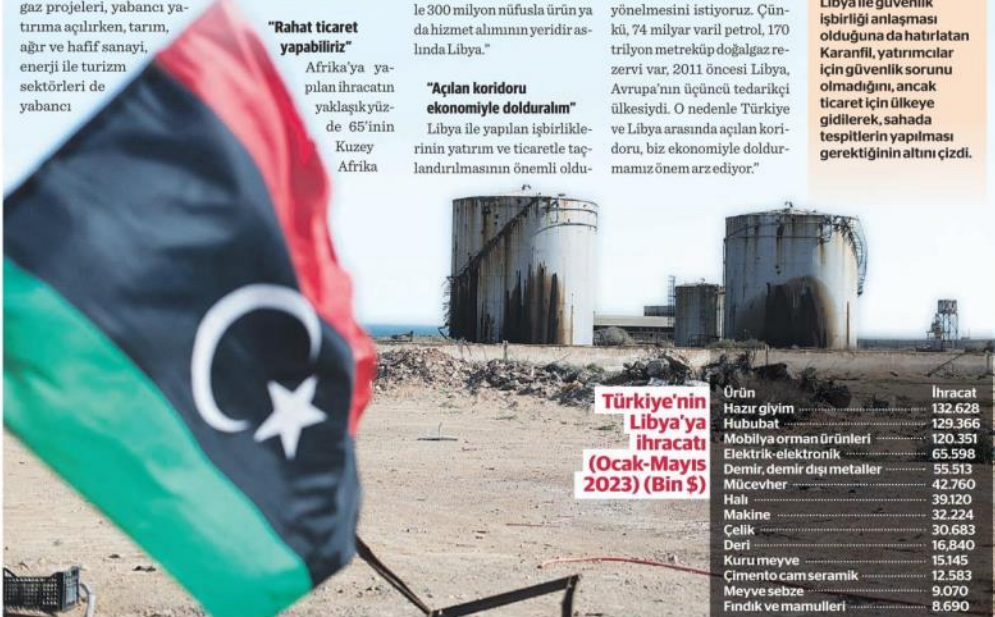 gaz projeleri, yabancı ya-
tırıma açılırken, tarım,
ağır ve hafif sanayi,
enerji ile turizm
sektörleri de
yabancı
"Rahat ticaret
yapabiliriz"
Afrika'ya ya-
pılan ihracatın
yaklaşık yüz-
de 65'inin
Kuzey
Afrika
le 300 milyon nüfusla ürün ya
da hizmet alımının yeridir as-
lında Libya."
"Açılan koridoru
ekonomiyle dolduralım"
Libya ile yapılan işbirlikle-
rinin yatırım ve ticaretle taç-
landırılmasının önemli oldu-
yönelmesini istiyoruz. Çün-
kü, 74 milyar varil petrol, 170
trilyon metreküp doğalgaz re-
zervi var, 2011 öncesi Libya,
Avrupa'nın üçüncü tedarikçi
ülkesiydi. O nedenle Türkiye
ve Libya arasında açılan kori-
doru, biz ekonomiyle doldur-
mamız önem arz ediyor."
Libya ile güvenlik
işbirliği anlaşması
olduğuna da hatırlatan
Karanfil, yatırımcılar
için güvenlik sorunu
olmadığını, ancak
ticaret için ülkeye
gidilerek, sahada
tespitlerin yapılması
gerektiğinin altını çizdi.
Türkiye'nin
Libya'ya
ihracatı
(Ocak-Mayıs
2023) (Bin $)
Ürün İhracat
Hazır giyim 132.628
Hububat 129.366
Mobilya orman ürünleri 120.351
Elektrik-elektronik 65.598
Demir, demir dışı metaller 55.513
Mücevher 42.760
Halı 39.120
Makine 32.224
Çelik 30.683
Deri 16,840
Kuru meyve 15.145
Çimento cam seramik 12.583
Meyve sebze 9.070
Fındık ve mamulleri 8.690